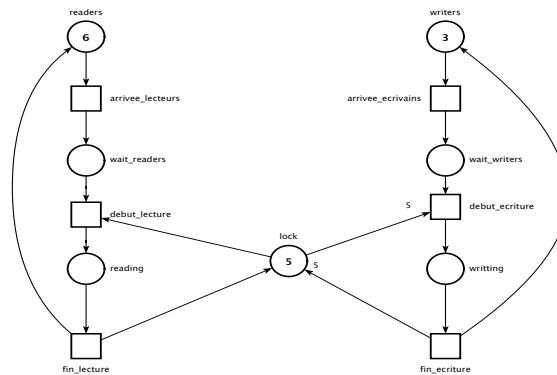 readers
writers
6
3
arrivee_lecteurs
arrivee_ecrivains
wait_readers
wait_writers
debut_lecture
5
debut_ecriture
lock
reading
5
5
writting
fin_lecture
fin_ecriture